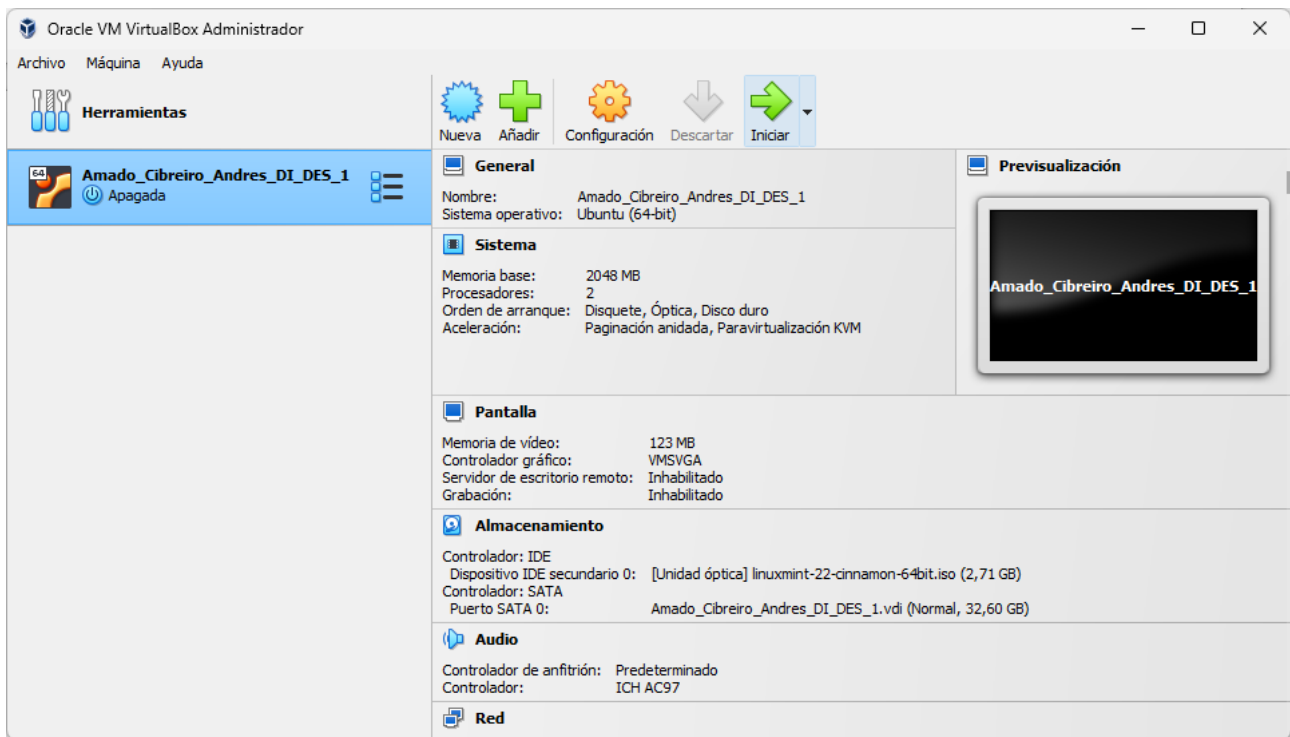 Oracle VM VirtualBox Administrador
Archivo Máquina Ayuda
Herramientas
Nueva Añadir Configuración Descartar Iniciar
64
Amado_Cibreiro_Andres_DI_DES_1
Apagada
General
Nombre: Amado_Cibreiro_Andres_DI_DES_1
Sistema operativo: Ubuntu (64-bit)
Sistema
Memoria base: 2048 MB
Procesadores: 2
Orden de arranque: Disquete, Óptica, Disco duro
Aceleración: Paginación anidada, Paravirtualización KVM
Previsualización
Amado_Cibreiro_Andres_DI_DES_1
Pantalla
Memoria de vídeo: 123 MB
Controlador gráfico: VMSVGA
Servidor de escritorio remoto: Inhabilitado
Grabación: Inhabilitado
Almacenamiento
Controlador: IDE
Dispositivo IDE secundario 0: [Unidad óptica] linuxmint-22-cinnamon-64bit.iso (2,71 GB)
Controlador: SATA
Puerto SATA 0: Amado_Cibreiro_Andres_DI_DES_1.vdi (Normal, 32,60 GB)
Audio
Controlador de anfitrión: Predeterminado
Controlador: ICH AC97
Red